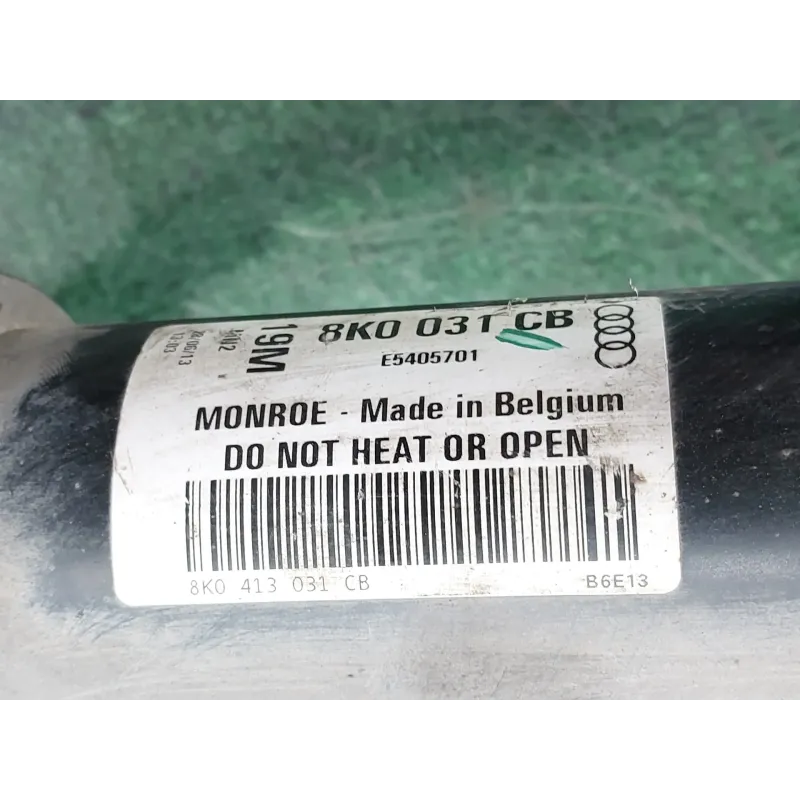 8K0 031 CB
E5405701
19M
MONROE - Made in Belgium
DO NOT HEAT OR OPEN
8K0 413 031 CB
B6E13